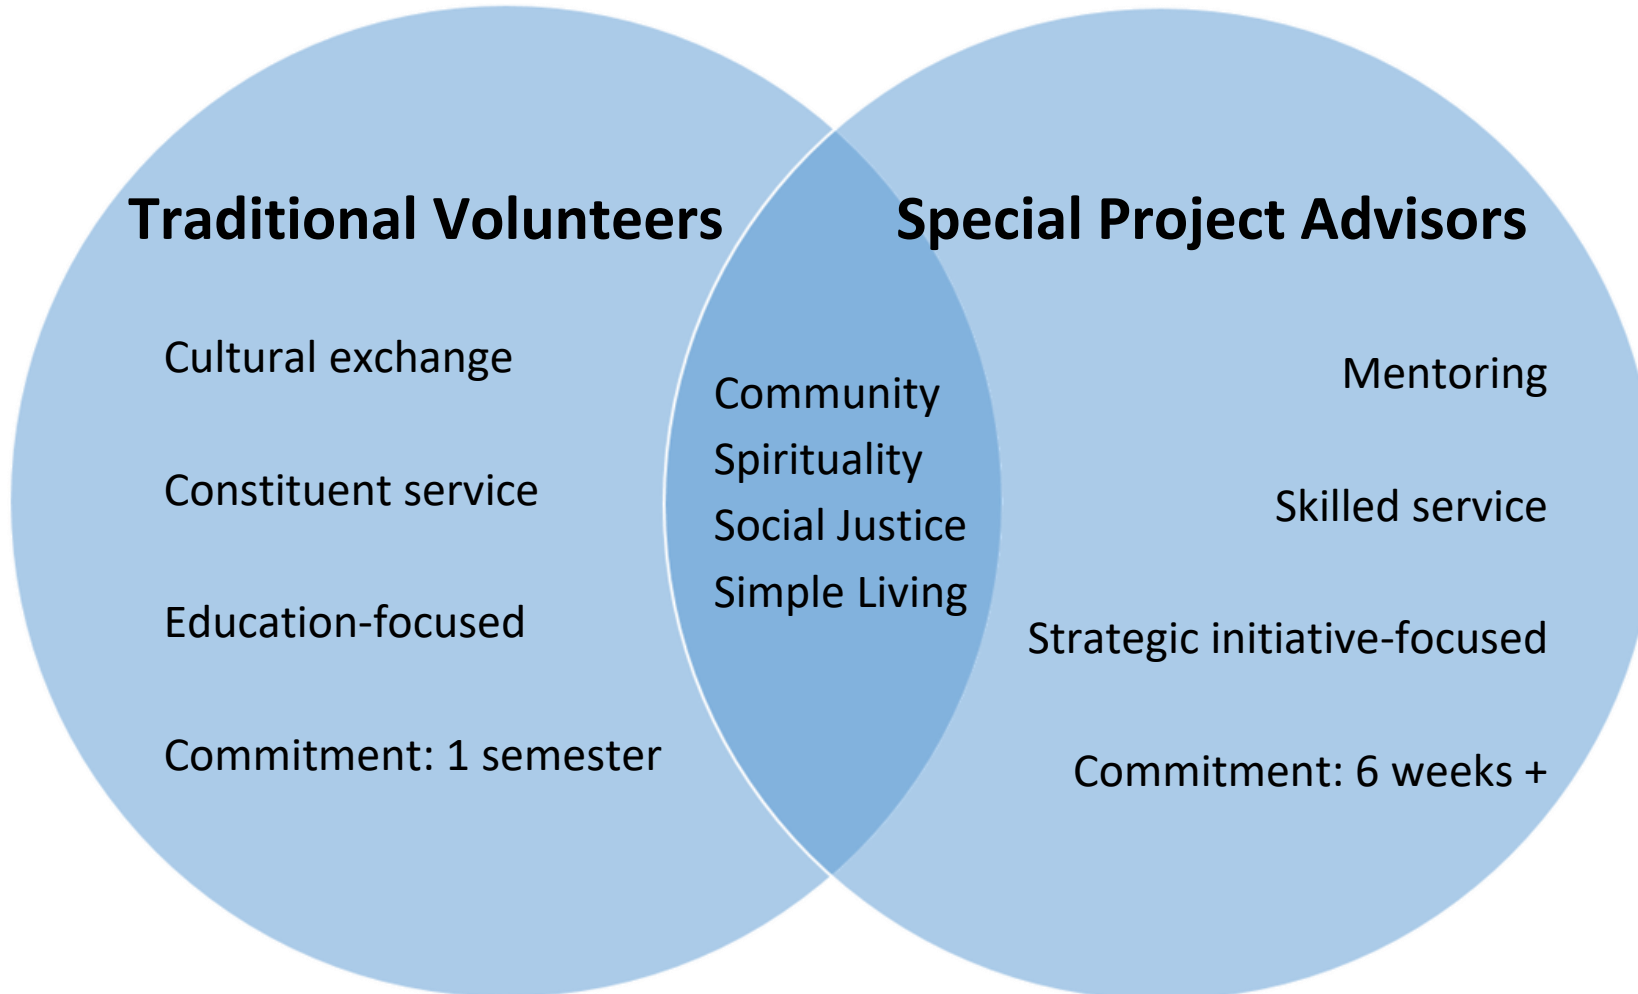 Traditional Volunteers
Cultural exchange
Constituent service
Education-focused
Commitment: 1 semester
Community
Spirituality
Social Justice
Simple Living
Special Project Advisors
Mentoring
Skilled service
Strategic initiative-focused
Commitment: 6 weeks +